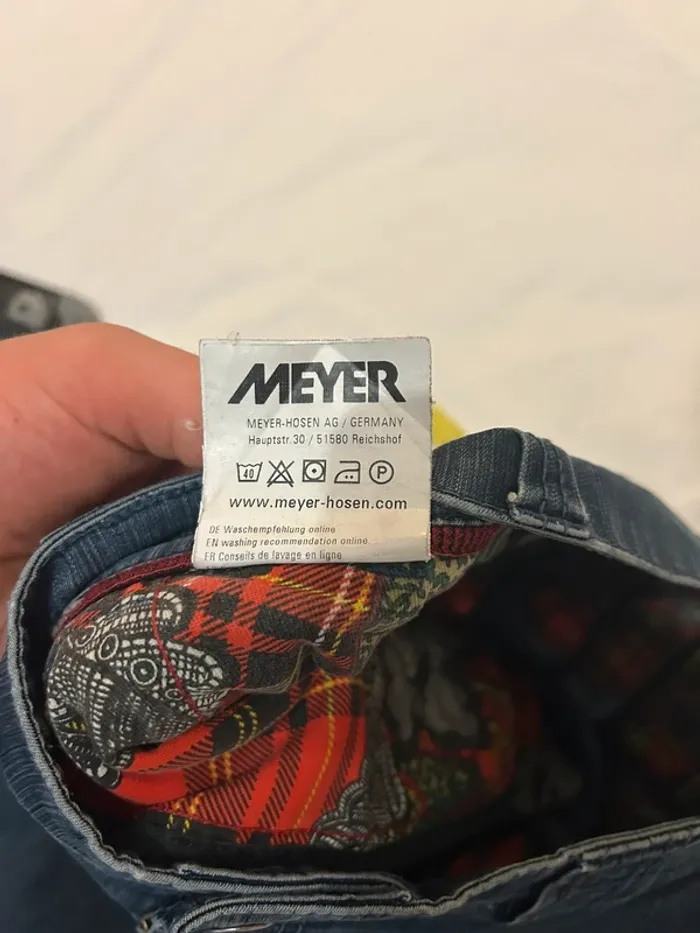 MEYER
MEYER-HOSEN AG / GERMANY
Hauptstr. 30 / 51580 Reichshof
40 P
www.meyer-hosen.com
DE Waschempfehlung online
EN washing recommendation online
FR Conseils de lavage en ligne